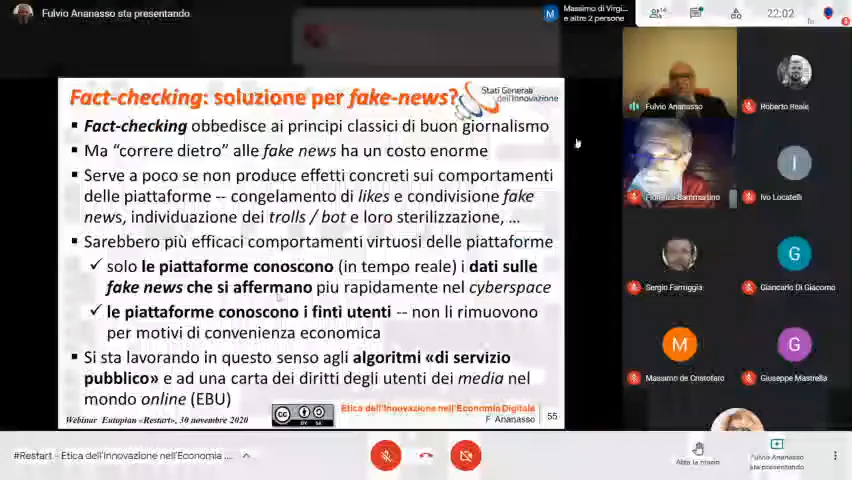 Fulvio Ananasso sta presentando
Massimo di Virgi...
e altre 2 persone
14
22:02
Fact-checking: soluzione per fake-news?
Stati Generali
dell'Innovazione
▪ Fact-checking obbedisce ai principi classici di buon giornalismo
▪ Ma “correre dietro” alle fake news ha un costo enorme
▪ Serve a poco se non produce effetti concreti sui comportamenti
delle piattaforme -- congelamento di likes e condivisione fake
news, individuazione dei trolls / bot e loro sterilizzazione, ...
▪ Sarebbero più efficaci comportamenti virtuosi delle piattaforme
✓ solo le piattaforme conoscono (in tempo reale) i dati sulle
fake news che si affermano piu rapidamente nel cyberspace
✓ le piattaforme conoscono i finti utenti -- non li rimuovono
per motivi di convenienza economica
▪ Si sta lavorando in questo senso agli algoritmi «di servizio
pubblico» e ad una carta dei diritti degli utenti dei media nel
mondo online (EBU)
Webinar Eutopian «Restart», 30 novembre 2020
cc
BY SA
Etica dell'Innovazione nell'Economia Digitale
F Ananasso
55
Fulvio Ananasso
Roberto Reale
Fiorenza Sammartino
I
Ivo Locatelli
Sergio Farruggia
G
Giancarlo Di Giacomo
M
Massimo de Cristofaro
G
Giuseppe Mastrella
#Restart - Etica dell'Innovazione nell'Economia ...
Alza la mano
Fulvio Ananasso
sta presentando
M